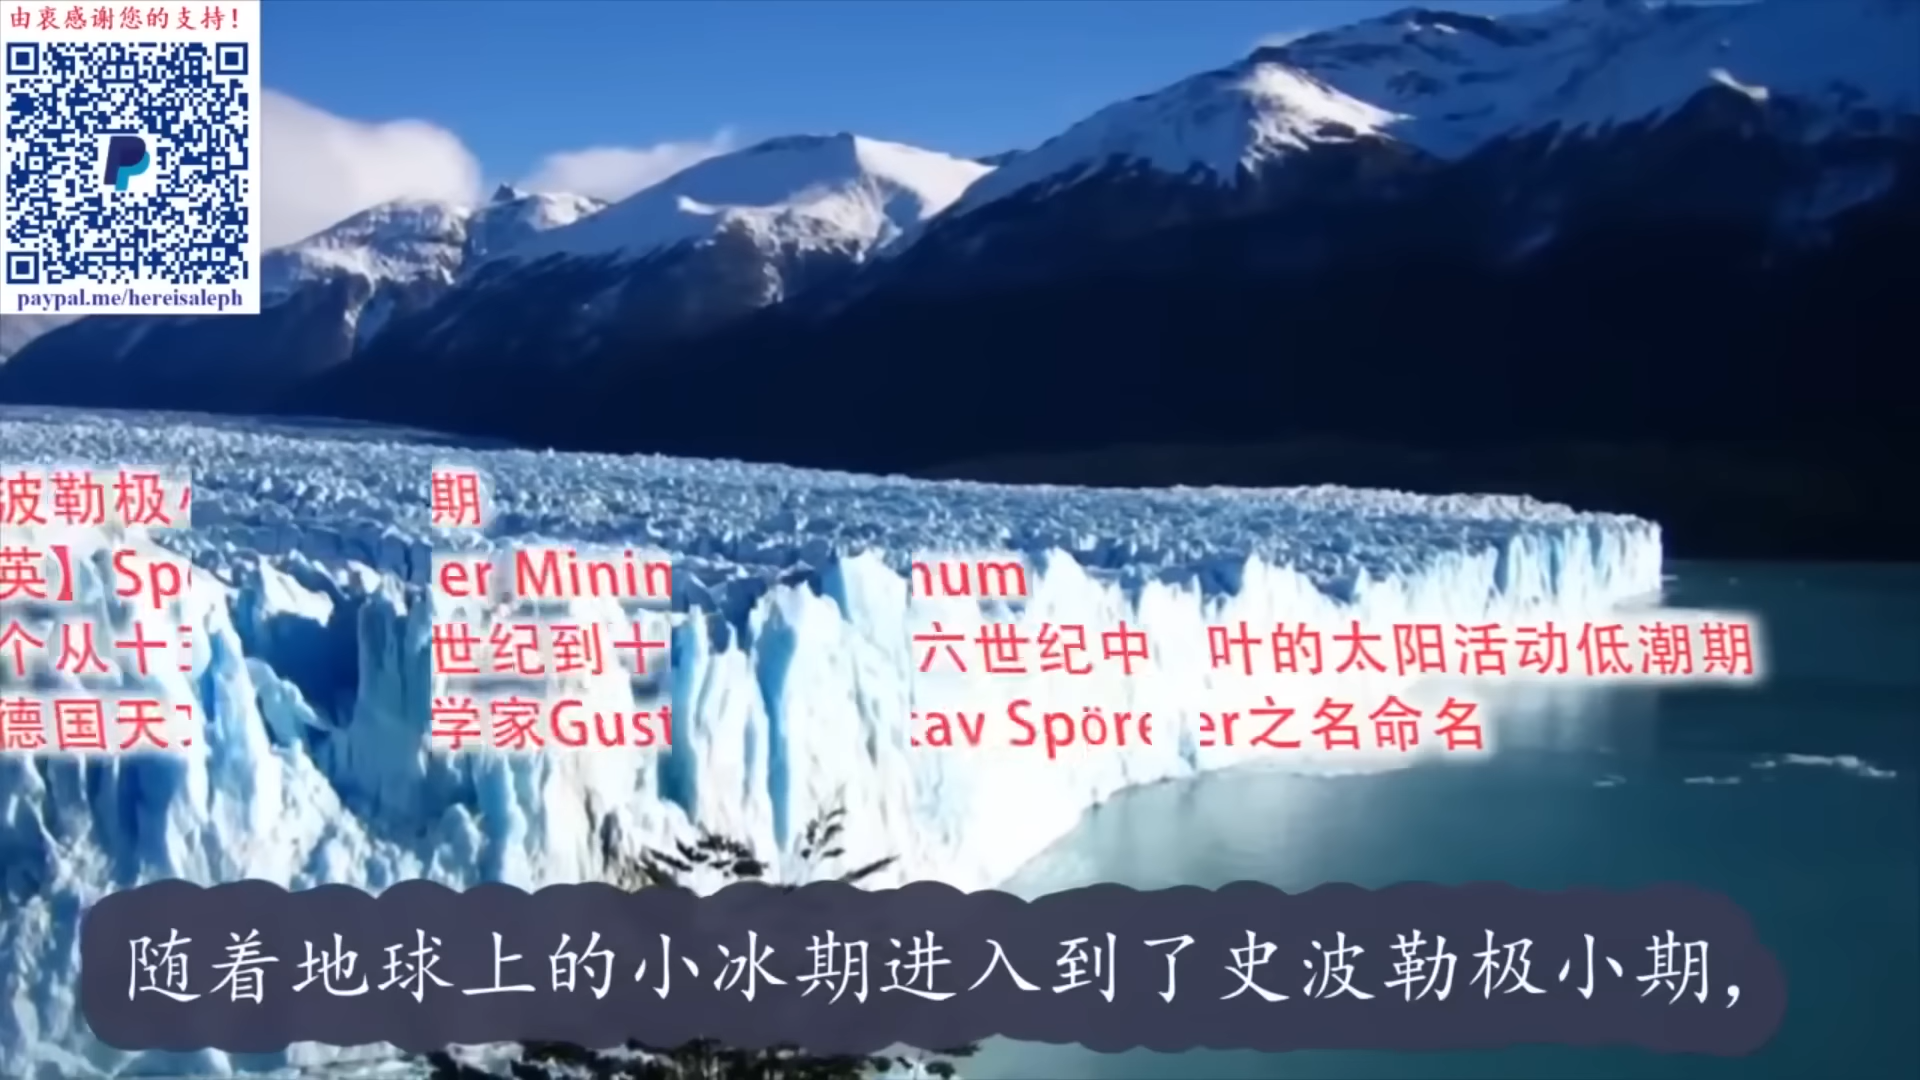 由衷感谢您的支持!
paypal.me/hereisaleph
波勒极 期
英】Sp er Minin num
个从十 世纪到十 六世纪中 叶的太阳活动低潮期
德国天 学家Gust tav Spöre er之名命名
随着地球上的小冰期进入到了史波勒极小期,